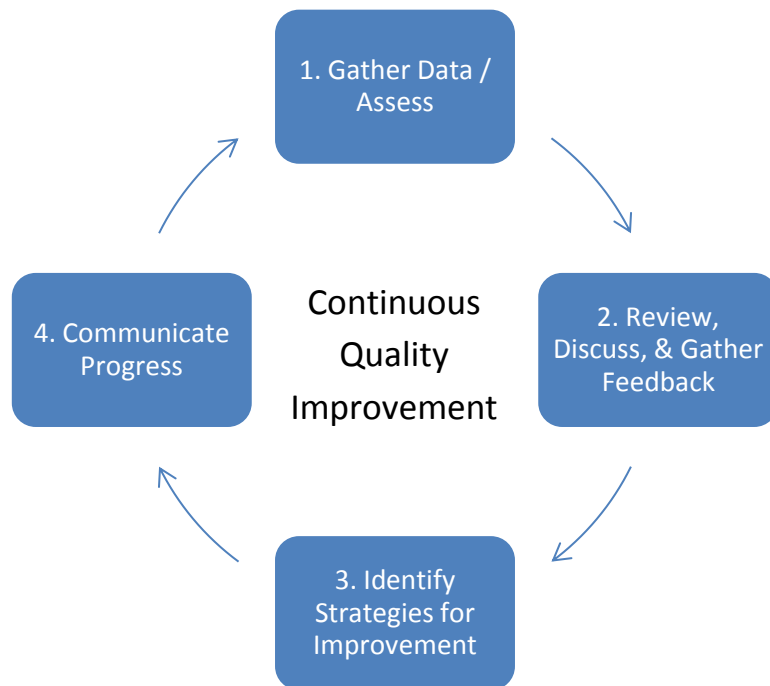 1. Gather Data /
Assess
2. Review,
Discuss, & Gather
Feedback
3. Identify
Strategies for
Improvement
4. Communicate
Progress
Continuous
Quality
Improvement